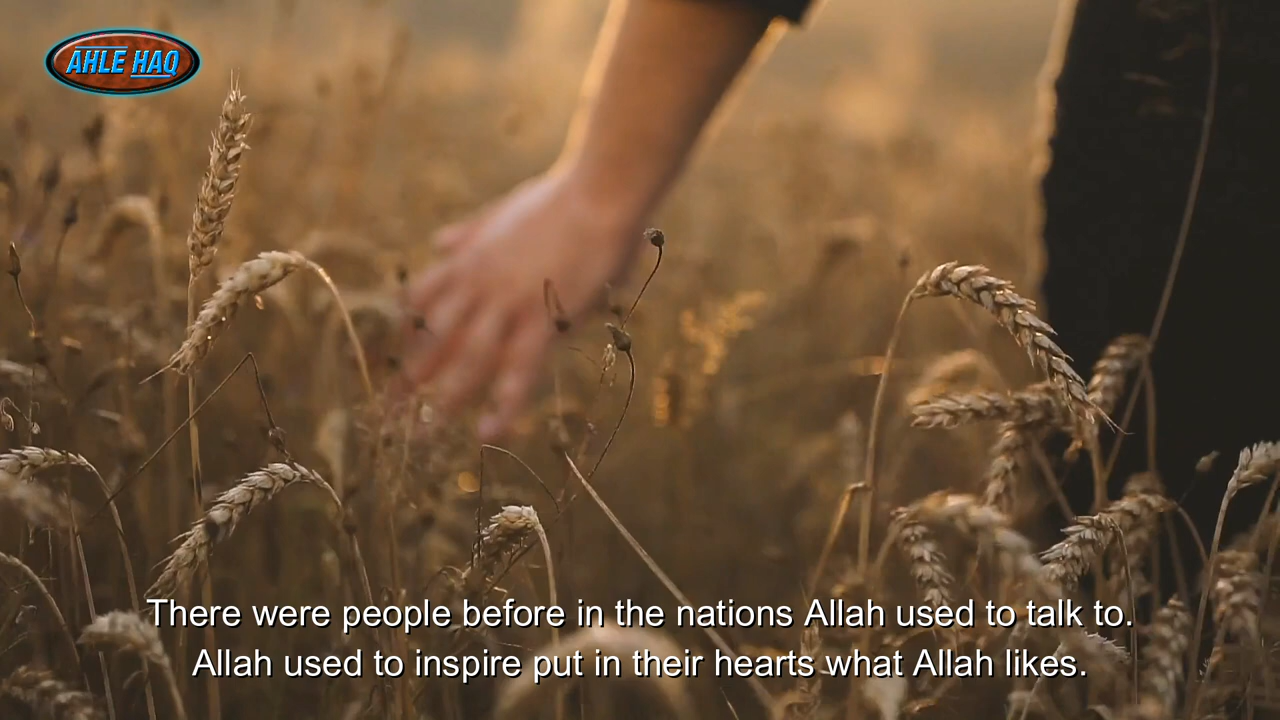 AHLE HAQ
There were people before in the nations Allah used to talk to.
Allah used to inspire put in their hearts what Allah likes.